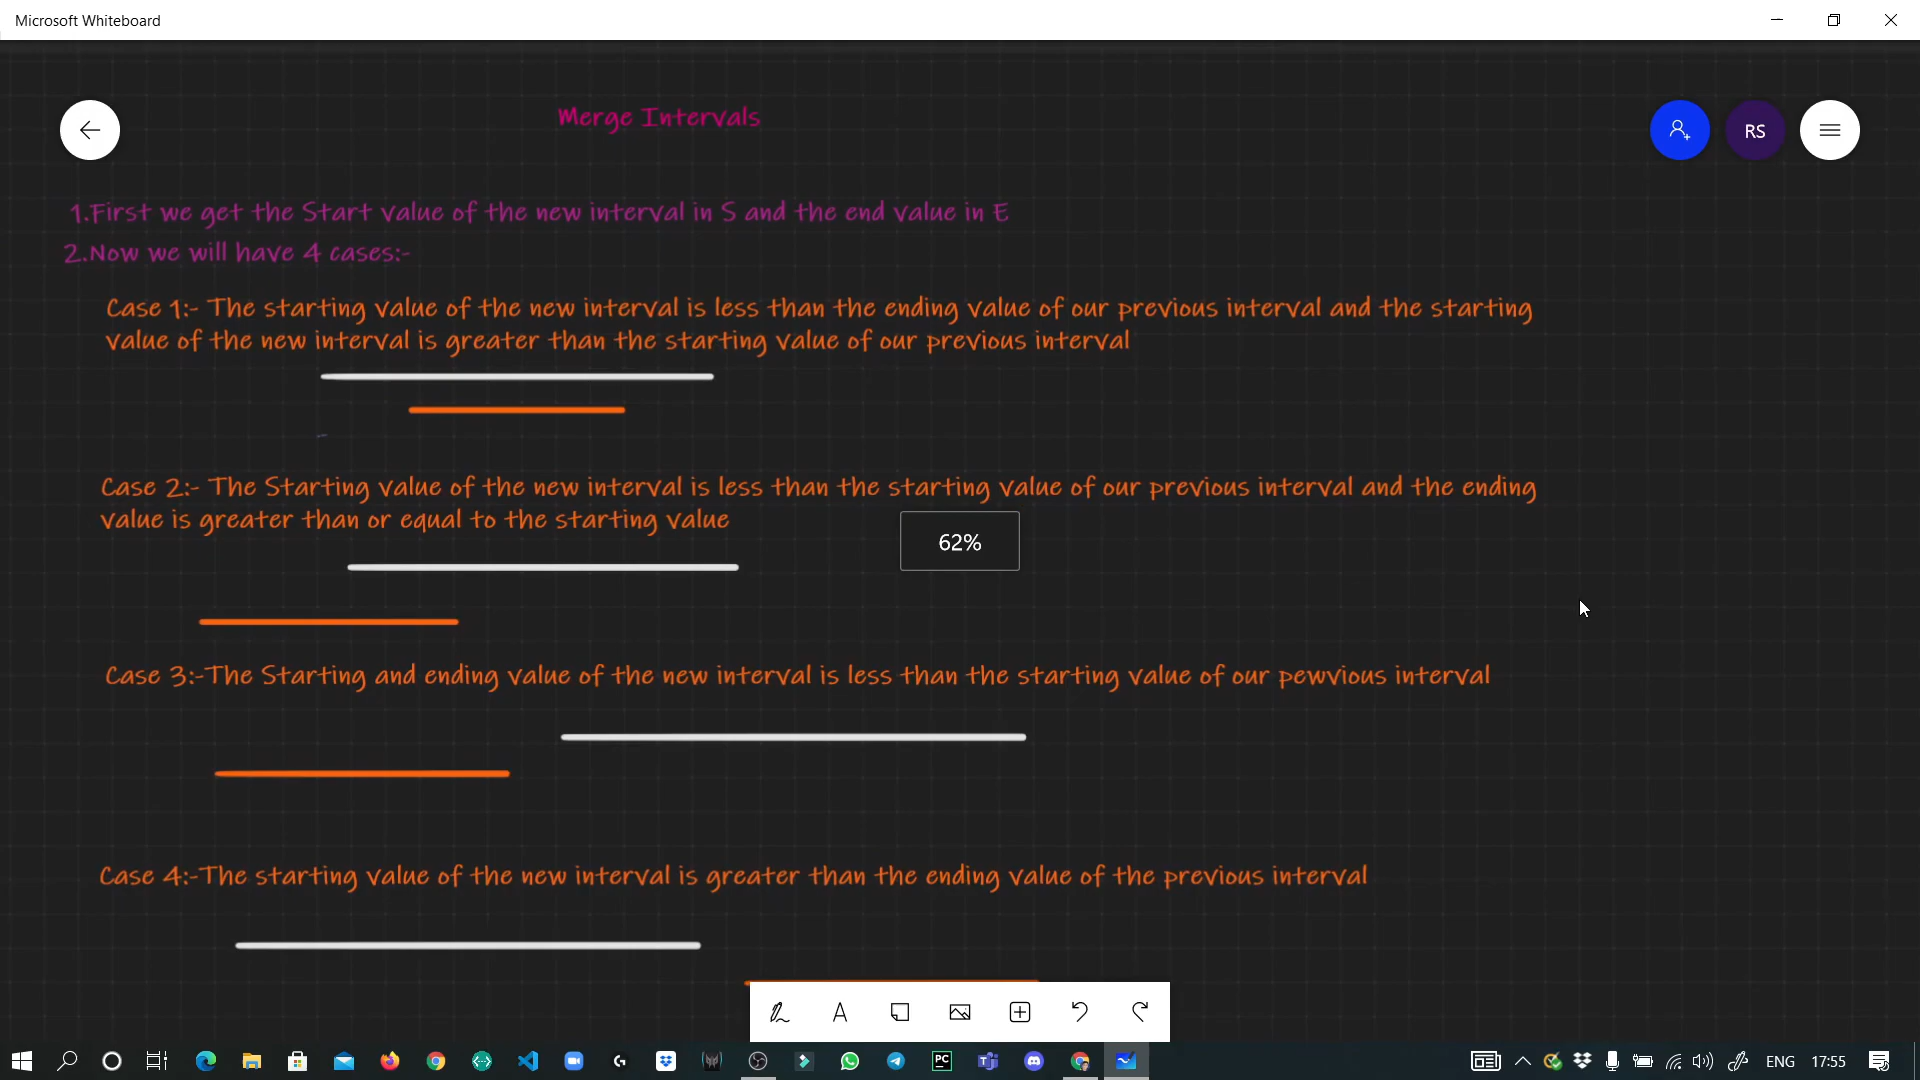 Microsoft Whiteboard
Merge Intervals
RS
1.First we get the Start value of the new interval in S and the end value in E
2.Now we will have 4 cases:-
Case 1:- The starting value of the new interval is less than the ending value of our previous interval and the starting
value of the new interval is greater than the starting value of our previous interval
Case 2:- The Starting value of the new interval is less than the starting value of our previous interval and the ending
value is greater than or equal to the starting value
62%
Case 3:-The Starting and ending value of the new interval is less than the starting value of our pewvious interval
Case 4:-The starting value of the new interval is greater than the ending value of the previous interval
PC
ENG
17:55